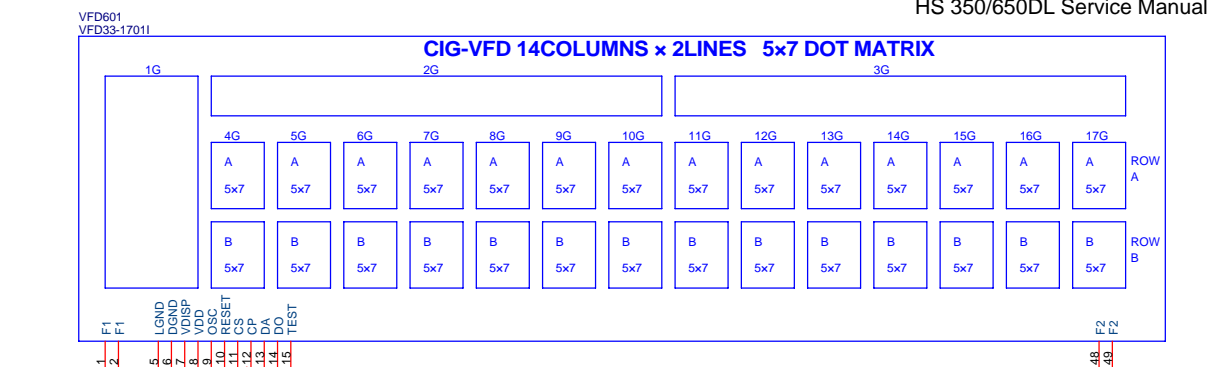 HS 350/650DL Service Manual
VFD601
VFD33-1701I
CIG-VFD 14COLUMNS × 2LINES 5×7 DOT MATRIX
1G 2G 3G
4G 5G 6G 7G 8G 9G 10G 11G 12G 13G 14G 15G 16G 17G
A A A A A A A A A A A A A A ROW
A
5×7 5×7 5×7 5×7 5×7 5×7 5×7 5×7 5×7 5×7 5×7 5×7 5×7 5×7
B B B B B B B B B B B B B B ROW
B
5×7 5×7 5×7 5×7 5×7 5×7 5×7 5×7 5×7 5×7 5×7 5×7 5×7 5×7
F1 F1 LGND DGND VDISP VDD OSC RESET CS CP DA DO TEST F2 F2
1 2 5 6 7 8 9 10 11 12 13 14 15 48 49